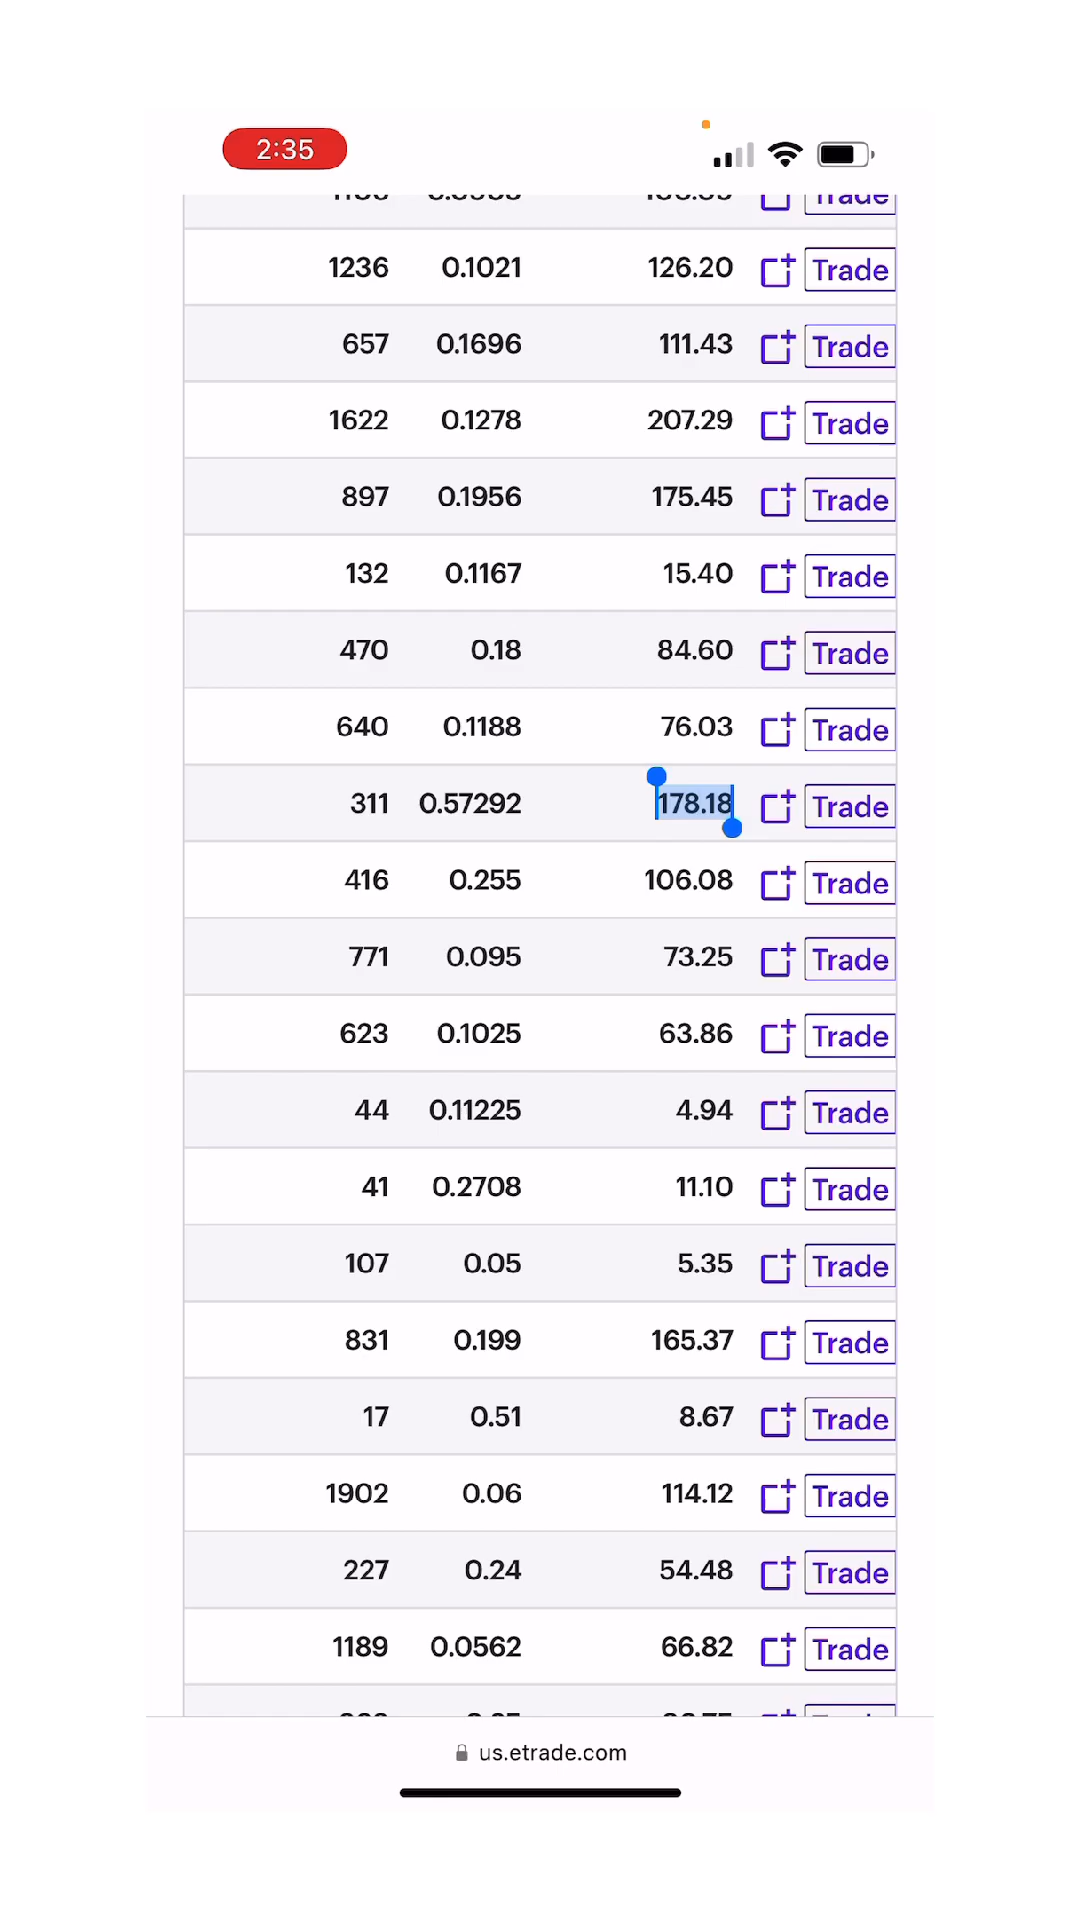 2:35
Trade
1236 0.1021 126.20 Trade
657 0.1696 111.43 Trade
1622 0.1278 207.29 Trade
897 0.1956 175.45 Trade
132 0.1167 15.40 Trade
470 0.18 84.60 Trade
640 0.1188 76.03 Trade
311 0.57292 178.18 Trade
416 0.255 106.08 Trade
771 0.095 73.25 Trade
623 0.1025 63.86 Trade
44 0.11225 4.94 Trade
41 0.2708 11.10 Trade
107 0.05 5.35 Trade
831 0.199 165.37 Trade
17 0.51 8.67 Trade
1902 0.06 114.12 Trade
227 0.24 54.48 Trade
1189 0.0562 66.82 Trade
us.etrade.com